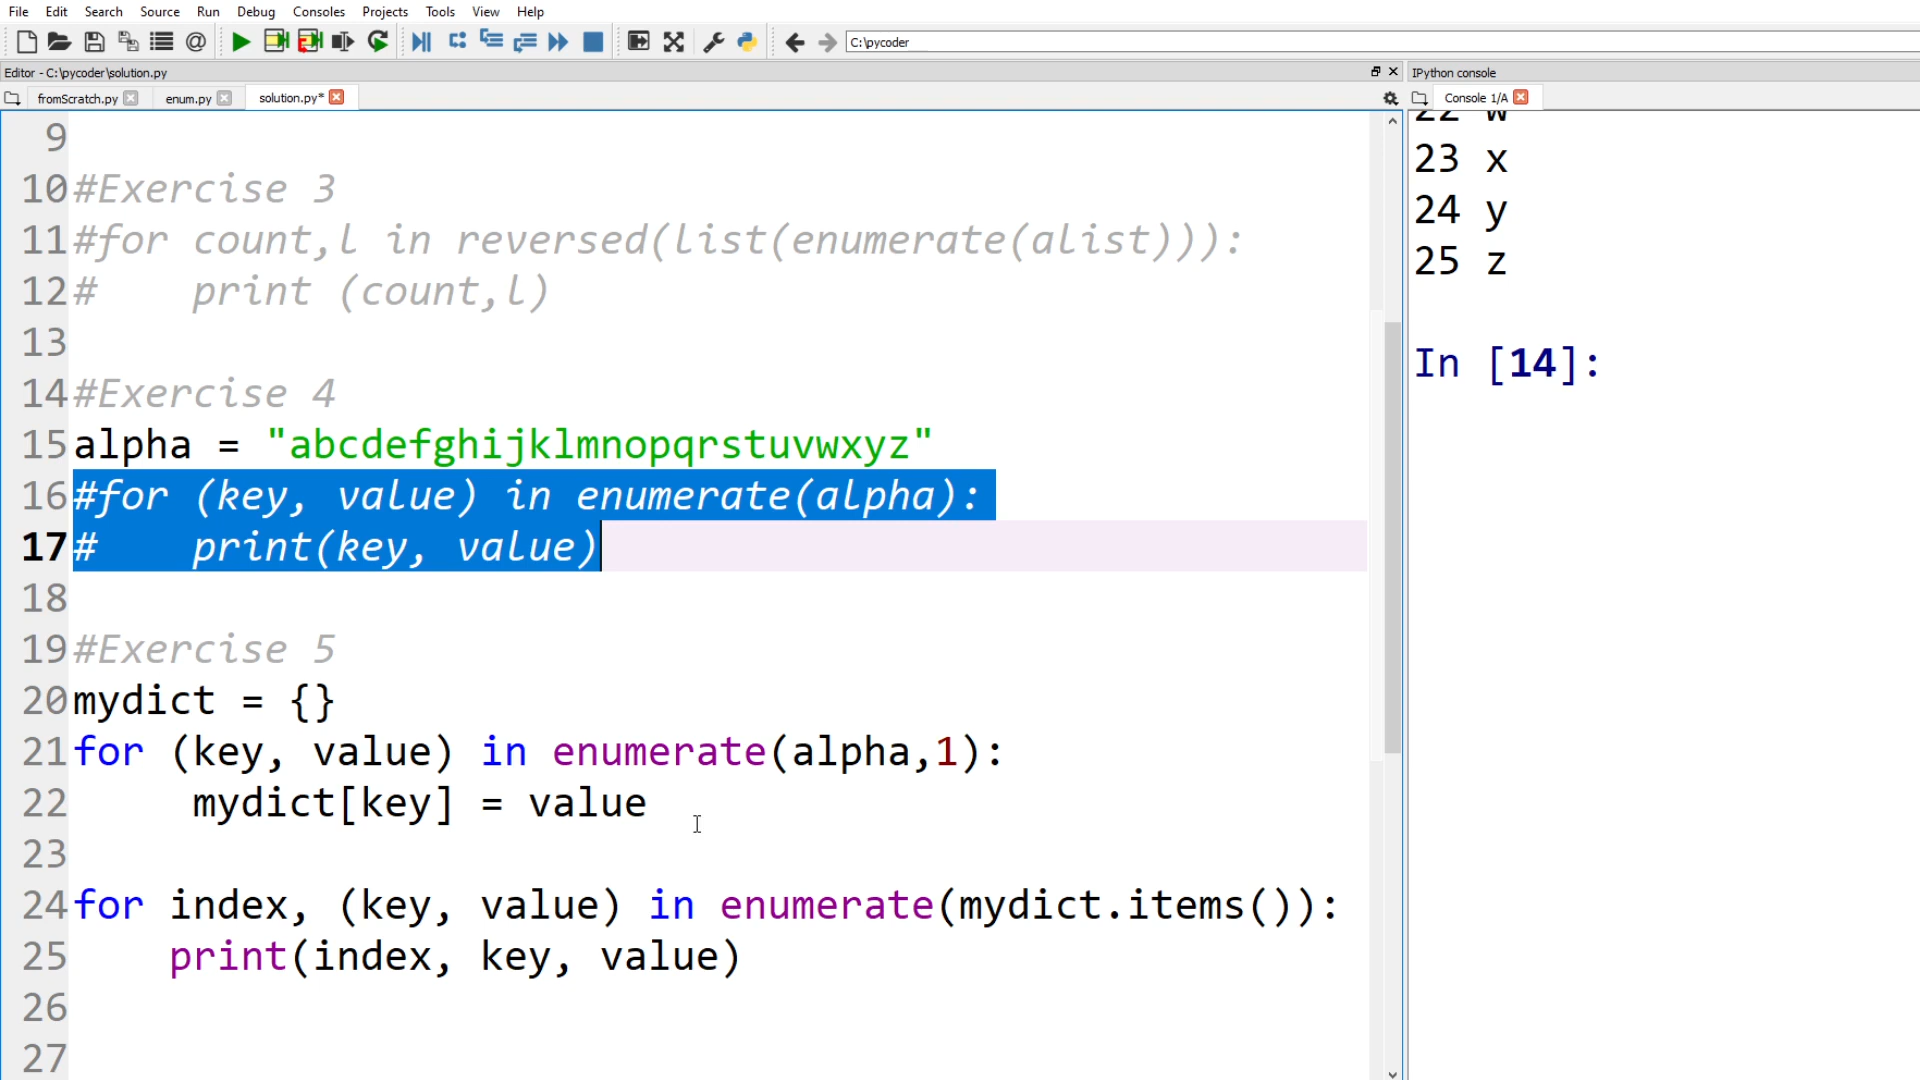 File Edit Search Source Run Debug Consoles Projects Tools View Help
C:\pycoder
Editor - C:\pycoder\solution.py
IPython console
fromScratch.py enum.py solution.py*
Console 1/A
9
10 #Exercise 3
11 #for count,l in reversed(list(enumerate(alist))):
12 #    print (count,l)
13
14 #Exercise 4
15 alpha = "abcdefghijklmnopqrstuvwxyz"
16 #for (key, value) in enumerate(alpha):
17 #    print(key, value)
18
19 #Exercise 5
20 mydict = {}
21 for (key, value) in enumerate(alpha,1):
22      mydict[key] = value
23
24 for index, (key, value) in enumerate(mydict.items()):
25     print(index, key, value)
26
27
22 w
23 x
24 y
25 z
In [14]: